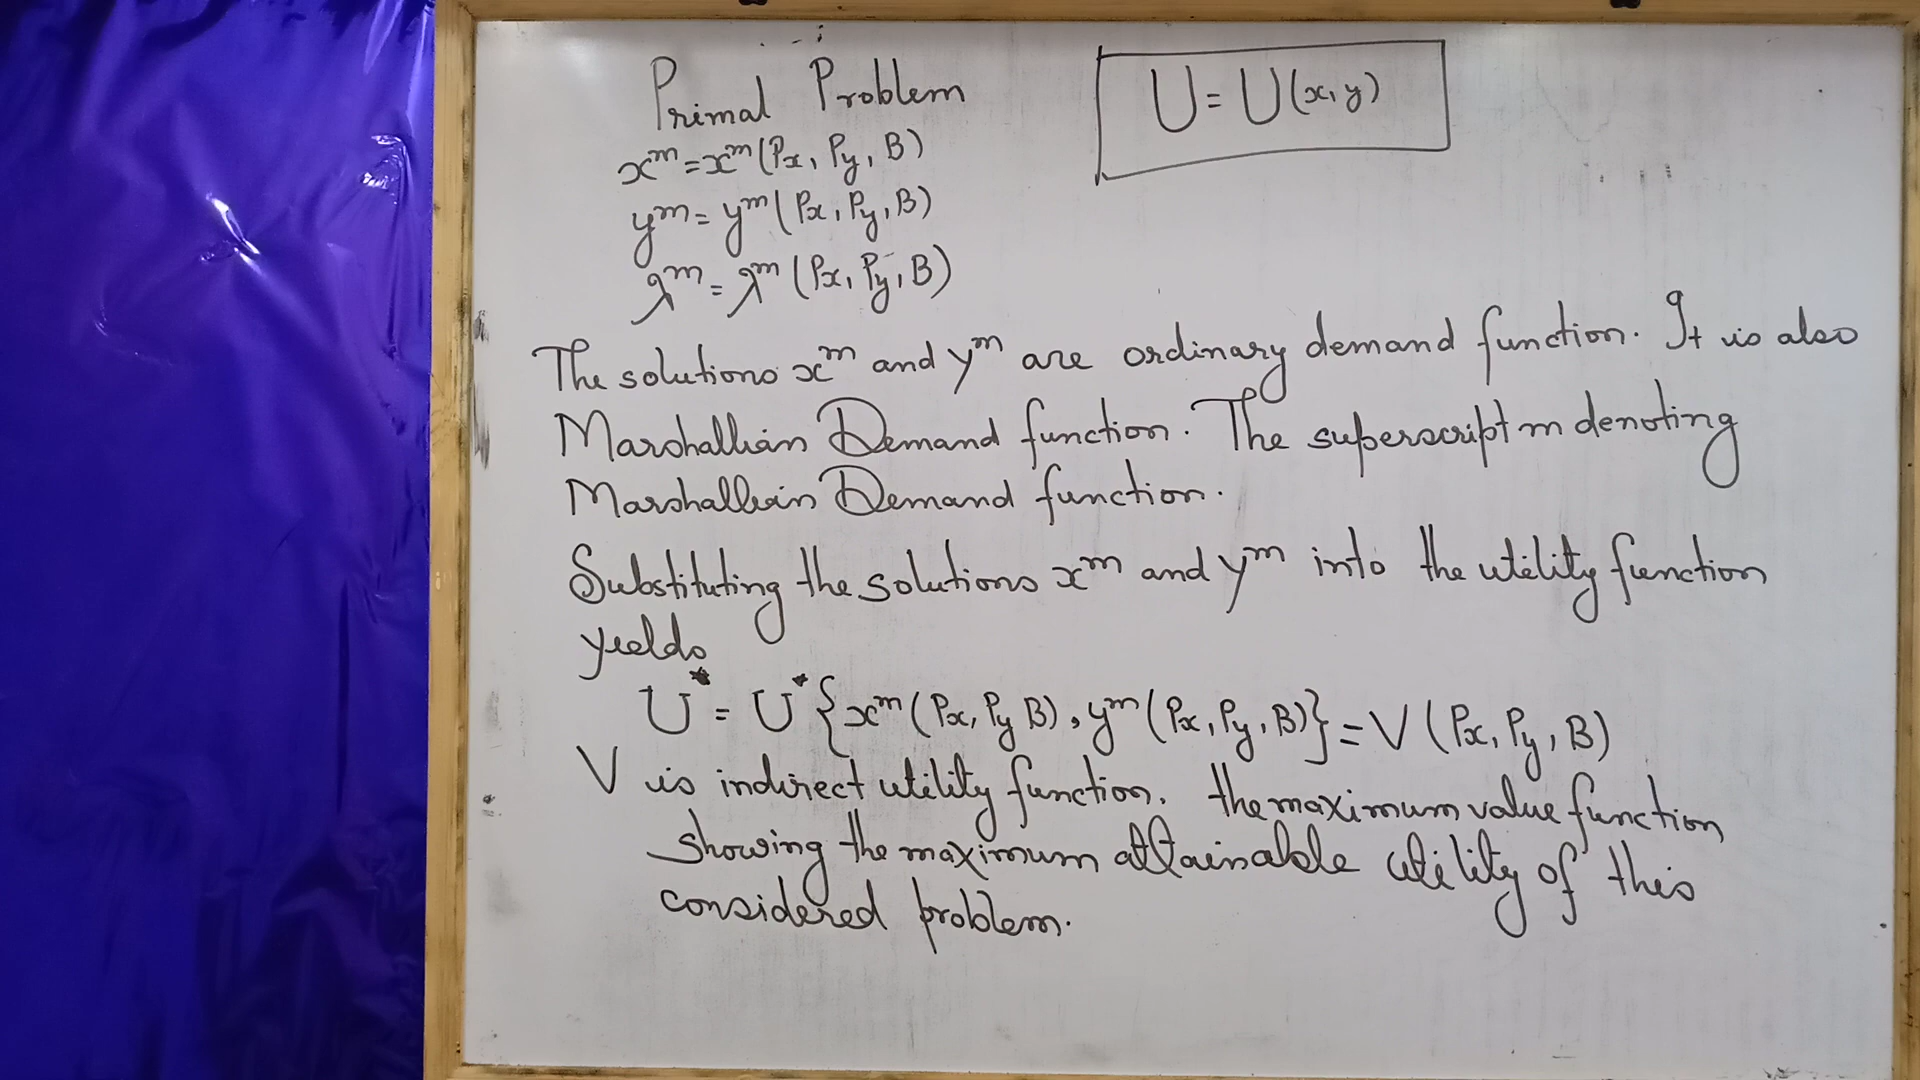 Primal Problem
U = U(x, y)
x^m = x^m (Px, Py, B)
y^m = y^m (Px, Py, B)
λ^m = λ^m (Px, Py, B)
The solutions x^m and y^m are ordinary demand function. It is also
Marshallian Demand function. The superscript m denoting
Marshallian Demand function.
Substituting the solutions x^m and y^m into the utility function
yields
U* = U* {x^m (Px, Py B), y^m (Px, Py, B)} = V (Px, Py, B)
V is indirect utility function. the maximum value function
showing the maximum attainable utility of this
considered problem.